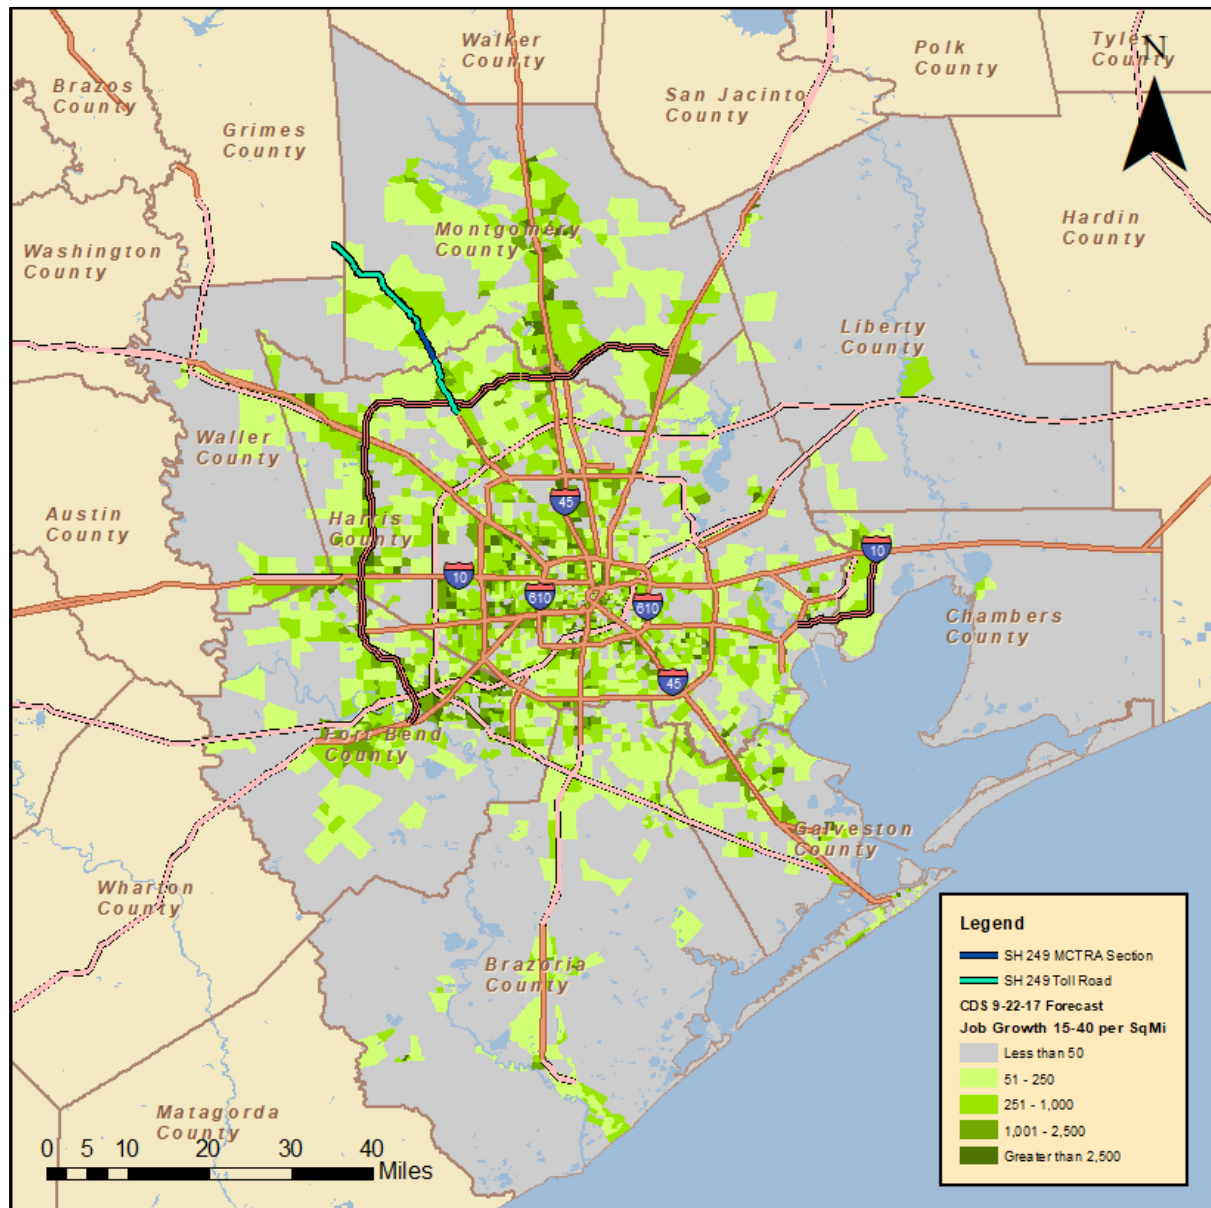 Walker
County
Polk
County
Tyler
County
N
Brazos
County
San Jacinto
County
Grimes
County
Hardin
County
Washington
County
Montgomery
County
Liberty
County
Waller
County
Austin
County
Harris
County
45
10
10
610
610
Chambers
County
45
Fort Bend
County
Galveston
County
Wharton
County
Brazoria
County
Matagorda
County
0 5 10 20 30 40
Miles
Legend
SH 249 MCTRA Section
SH 249 Toll Road
CDS 9-22-17 Forecast
Job Growth 15-40 per SqMi
Less than 50
51 - 250
251 - 1,000
1,001 - 2,500
Greater than 2,500